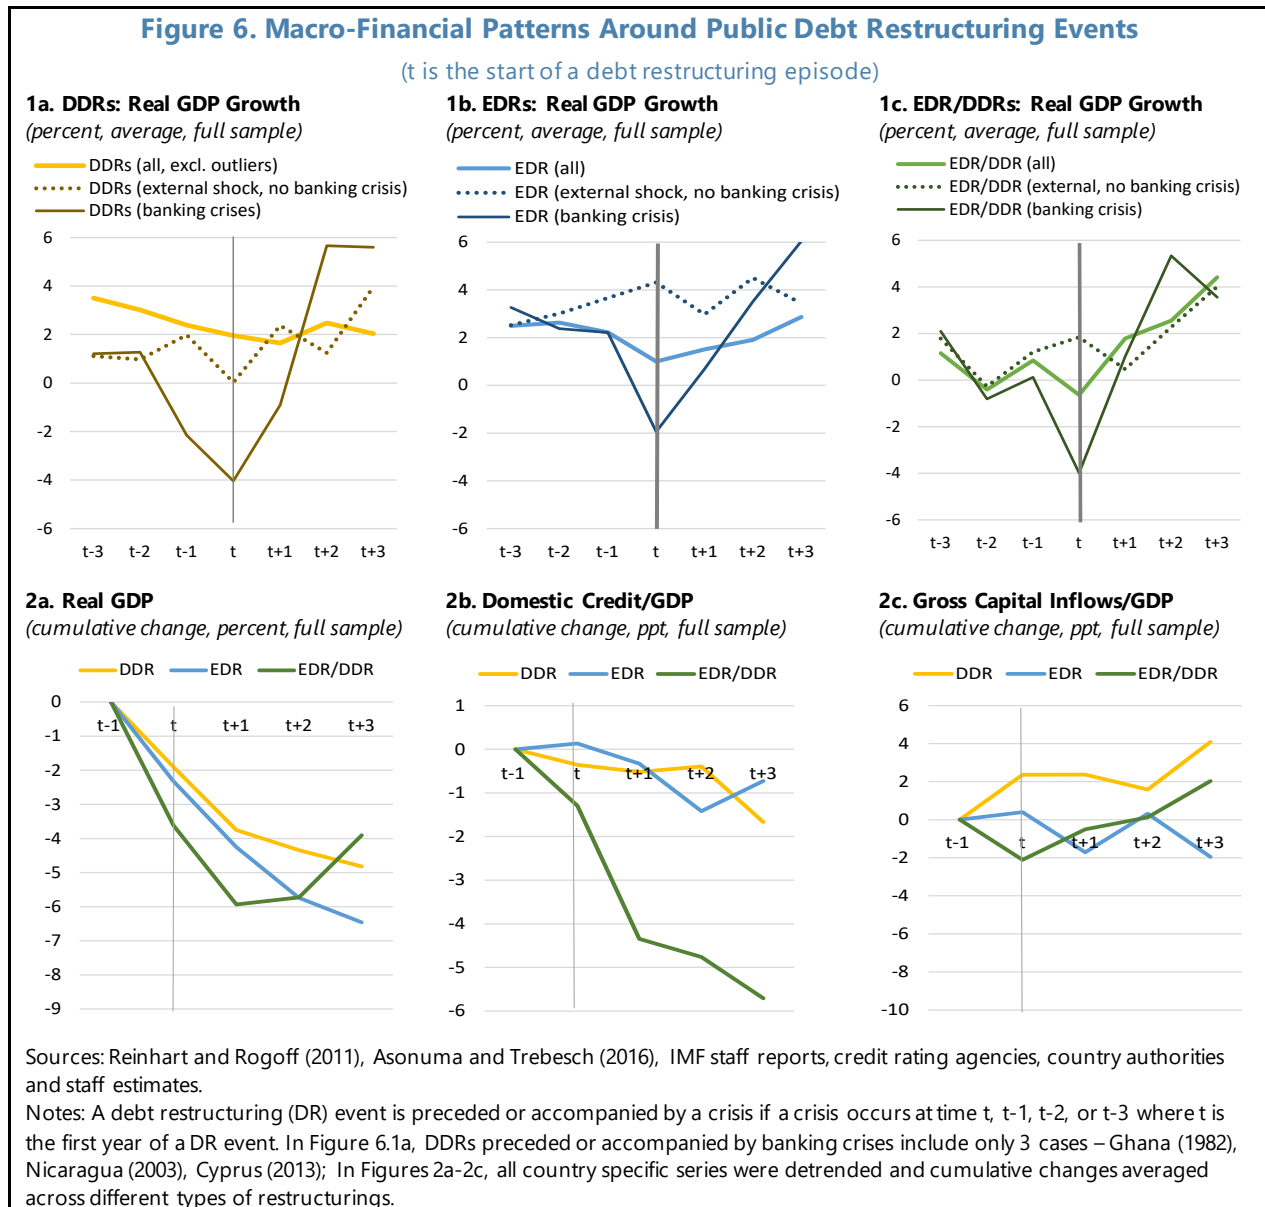 Figure 6. Macro-Financial Patterns Around Public Debt Restructuring Events
(t is the start of a debt restructuring episode)
1a. DDRs: Real GDP Growth
(percent, average, full sample)
DDRs (all, excl. outliers)
DDRs (external shock, no banking crisis)
DDRs (banking crises)
6
4
2
0
-2
-4
-6
t-3 t-2 t-1 t t+1 t+2 t+3
1b. EDRs: Real GDP Growth
(percent, average, full sample)
EDR (all)
EDR (external shock, no banking crisis)
EDR (banking crisis)
6
4
2
0
-2
-4
-6
t-3 t-2 t-1 t t+1 t+2 t+3
1c. EDR/DDRs: Real GDP Growth
(percent, average, full sample)
EDR/DDR (all)
EDR/DDR (external, no banking crisis)
EDR/DDR (banking crisis)
6
4
2
0
-2
-4
-6
t-3 t-2 t-1 t t+1 t+2 t+3
2a. Real GDP
(cumulative change, percent, full sample)
DDR EDR EDR/DDR
0
-1
-2
-3
-4
-5
-6
-7
-8
-9
t-1 t t+1 t+2 t+3
2b. Domestic Credit/GDP
(cumulative change, ppt, full sample)
DDR EDR EDR/DDR
1
0
-1
-2
-3
-4
-5
-6
t-1 t t+1 t+2 t+3
2c. Gross Capital Inflows/GDP
(cumulative change, ppt, full sample)
DDR EDR EDR/DDR
6
4
2
0
-2
-4
-6
-8
-10
t-1 t t+1 t+2 t+3
Sources: Reinhart and Rogoff (2011), Asonuma and Trebesch (2016), IMF staff reports, credit rating agencies, country authorities
and staff estimates.
Notes: A debt restructuring (DR) event is preceded or accompanied by a crisis if a crisis occurs at time t, t-1, t-2, or t-3 where t is
the first year of a DR event. In Figure 6.1a, DDRs preceded or accompanied by banking crises include only 3 cases – Ghana (1982),
Nicaragua (2003), Cyprus (2013); In Figures 2a-2c, all country specific series were detrended and cumulative changes averaged
across different types of restructurings.